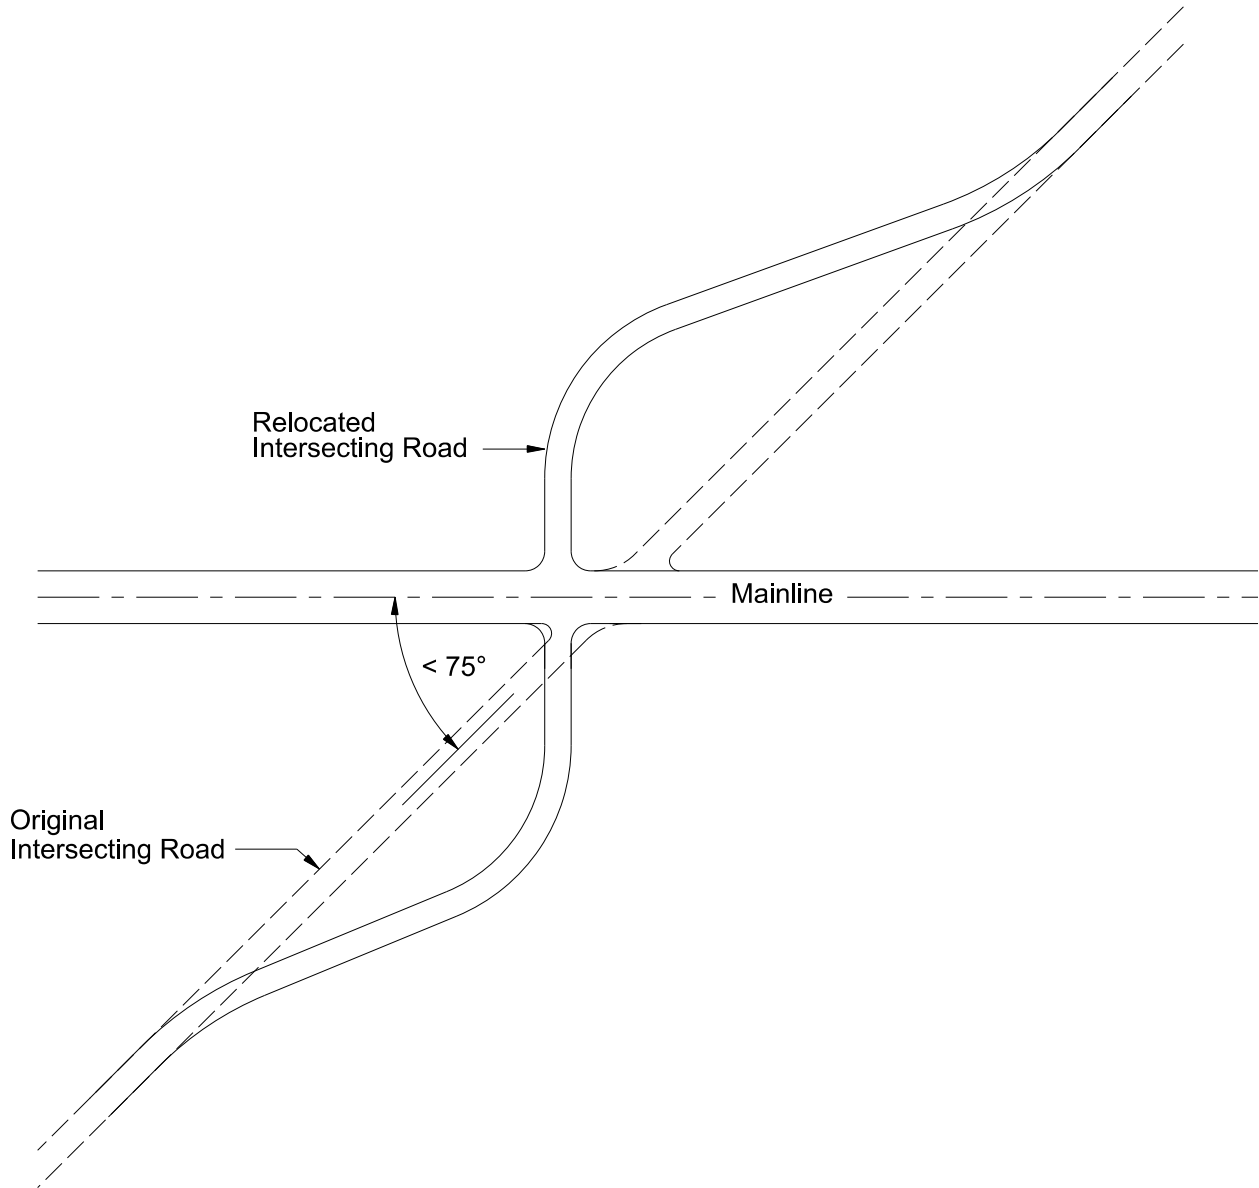 Relocated
Intersecting Road
Mainline
< 75°
Original
Intersecting Road